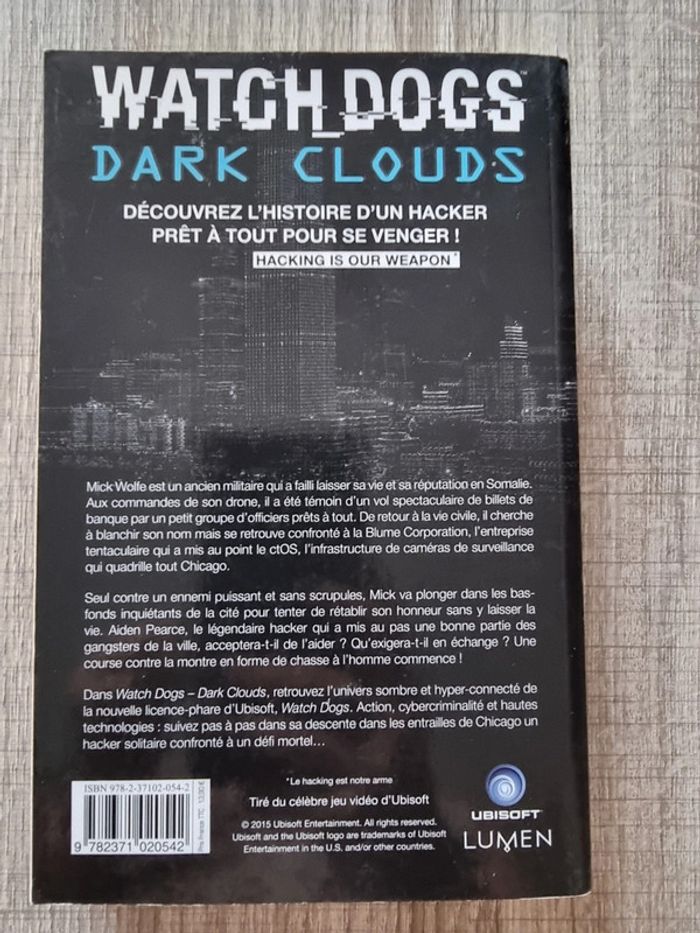 WATCH_DOGS™
DARK CLOUDS
DÉCOUVREZ L'HISTOIRE D'UN HACKER
PRÊT À TOUT POUR SE VENGER !
HACKING IS OUR WEAPON*
Mick Wolfe est un ancien militaire qui a failli laisser sa vie et sa réputation en Somalie.
Aux commandes de son drone, il a été témoin d'un vol spectaculaire de billets de
banque par un petit groupe d'officiers prêts à tout. De retour à la vie civile, il cherche
à blanchir son nom mais se retrouve confronté à la Blume Corporation, l'entreprise
tentaculaire qui a mis au point le ctOS, l'infrastructure de caméras de surveillance
qui quadrille tout Chicago.
Seul contre un ennemi puissant et sans scrupules, Mick va plonger dans les bas-
fonds inquiétants de la cité pour tenter de rétablir son honneur sans y laisser la
vie. Aiden Pearce, le légendaire hacker qui a mis au pas une bonne partie des
gangsters de la ville, acceptera-t-il de l'aider ? Qu'exigera-t-il en échange ? Une
course contre la montre en forme de chasse à l'homme commence !
Dans Watch Dogs – Dark Clouds, retrouvez l'univers sombre et hyper-connecté de
la nouvelle licence-phare d'Ubisoft, Watch Dogs. Action, cybercriminalité et hautes
technologies : suivez pas à pas dans sa descente dans les entrailles de Chicago un
hacker solitaire confronté à un défi mortel...
*Le hacking est notre arme
Tiré du célèbre jeu vidéo d'Ubisoft
© 2015 Ubisoft Entertainment. All rights reserved.
Ubisoft and the Ubisoft logo are trademarks of Ubisoft
Entertainment in the U.S. and/or other countries.
ISBN 978-2-37102-054-2
9 782371 020542
Prix France TTC : 13,00 €
UBISOFT
LUMEN